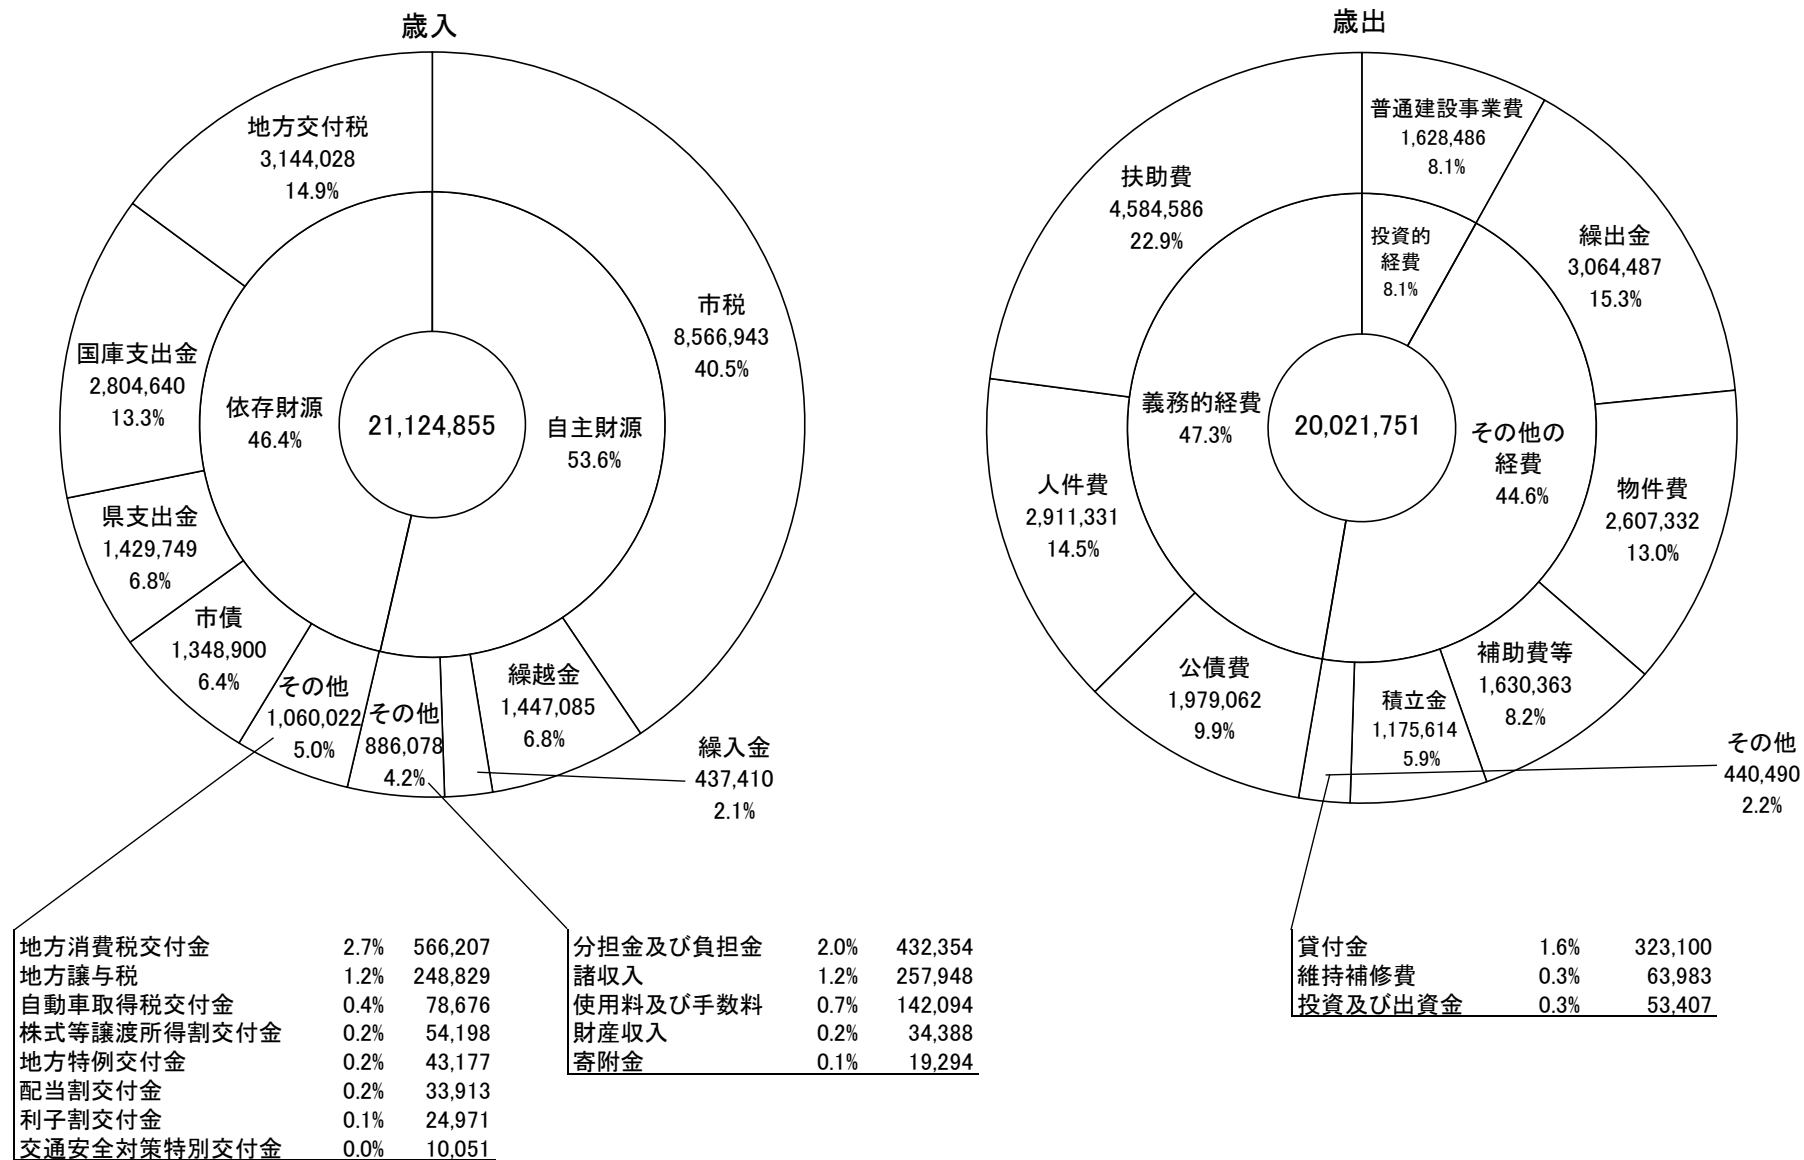 歳入
地方交付税
3,144,028
14.9%
国庫支出金
2,804,640
13.3%
県支出金
1,429,749
6.8%
市債
1,348,900
6.4%
その他
1,060,022
5.0%
その他
886,078
4.2%
繰越金
1,447,085
6.8%
繰入金
437,410
2.1%
市税
8,566,943
40.5%
依存財源
46.4%
21,124,855
自主財源
53.6%
地方消費税交付金 2.7% 566,207
地方譲与税 1.2% 248,829
自動車取得税交付金 0.4% 78,676
株式等譲渡所得割交付金 0.2% 54,198
地方特例交付金 0.2% 43,177
配当割交付金 0.2% 33,913
利子割交付金 0.1% 24,971
交通安全対策特別交付金 0.0% 10,051
分担金及び負担金 2.0% 432,354
諸収入 1.2% 257,948
使用料及び手数料 0.7% 142,094
財産収入 0.2% 34,388
寄附金 0.1% 19,294
歳出
普通建設事業費
1,628,486
8.1%
扶助費
4,584,586
22.9%
投資的
経費
8.1%
繰出金
3,064,487
15.3%
義務的経費
47.3%
20,021,751
その他の
経費
44.6%
人件費
2,911,331
14.5%
物件費
2,607,332
13.0%
公債費
1,979,062
9.9%
積立金
1,175,614
5.9%
補助費等
1,630,363
8.2%
その他
440,490
2.2%
貸付金 1.6% 323,100
維持補修費 0.3% 63,983
投資及び出資金 0.3% 53,407